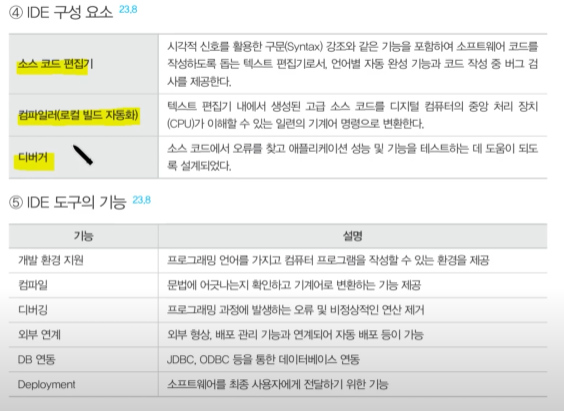 ④ IDE 구성 요소 23,8
소스 코드 편집기
시각적 신호를 활용한 구문(Syntax) 강조와 같은 기능을 포함하여 소프트웨어 코드를
작성하도록 돕는 텍스트 편집기로서, 언어별 자동 완성 기능과 코드 작성 중 버그 검
사를 제공한다.
컴파일러(로컬 빌드 자동화)
텍스트 편집기 내에서 생성된 고급 소스 코드를 디지털 컴퓨터의 중앙 처리 장치
(CPU)가 이해할 수 있는 일련의 기계어 명령으로 변환한다.
디버거
소스 코드에서 오류를 찾고 애플리케이션 성능 및 기능을 테스트하는 데 도움이 되도
록 설계되었다.
⑤ IDE 도구의 기능 23,8
기능 설명
개발 환경 지원 프로그래밍 언어를 가지고 컴퓨터 프로그램을 작성할 수 있는 환경을 제공
컴파일 문법에 어긋나는지 확인하고 기계어로 변환하는 기능 제공
디버깅 프로그래밍 과정에 발생하는 오류 및 비정상적인 연산 제거
외부 연계 외부 형상, 배포 관리 기능과 연계되어 자동 배포 등이 가능
DB 연동 JDBC, ODBC 등을 통한 데이터베이스 연동
Deployment 소프트웨어를 최종 사용자에게 전달하기 위한 기능